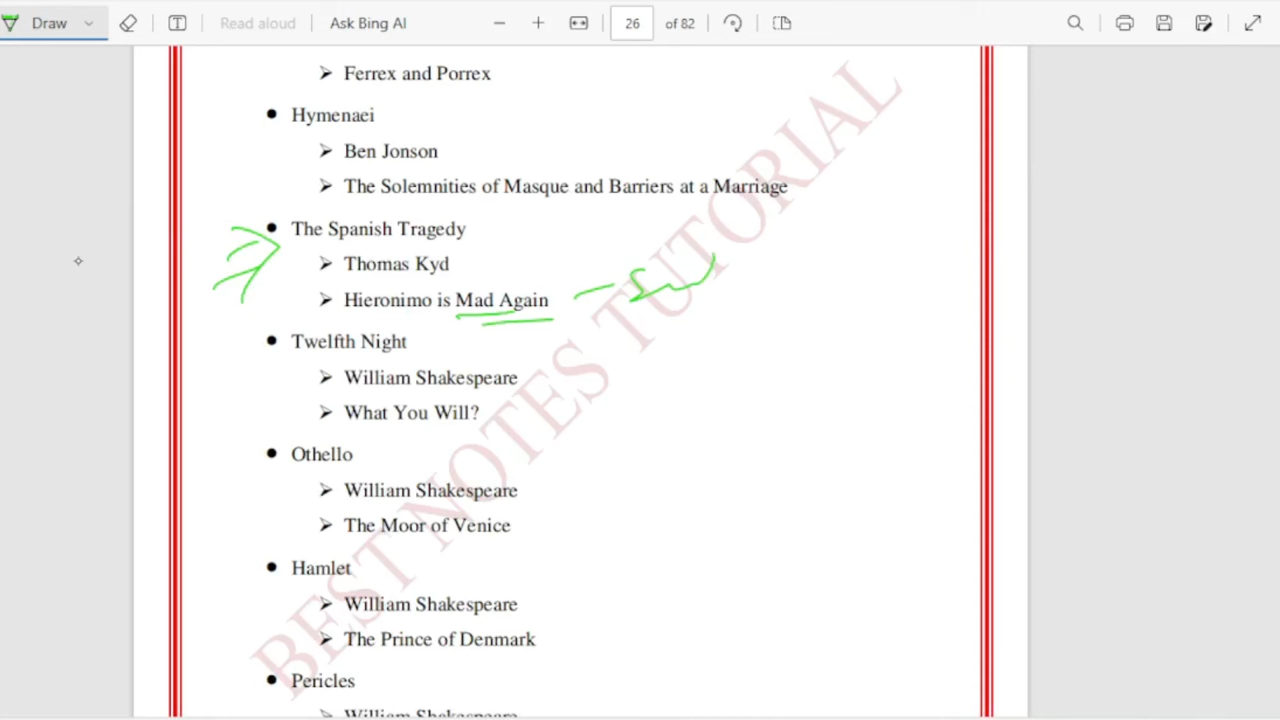 Draw
Read aloud
Ask Bing AI
26
of 82
Ferrex and Porrex
Hymenaei
Ben Jonson
The Solemnities of Masque and Barriers at a Marriage
The Spanish Tragedy
Thomas Kyd
Hieronimo is Mad Again
Twelfth Night
William Shakespeare
What You Will?
Othello
William Shakespeare
The Moor of Venice
Hamlet
William Shakespeare
The Prince of Denmark
Pericles
William Shakespeare
BEST NOTES TUTORIAL